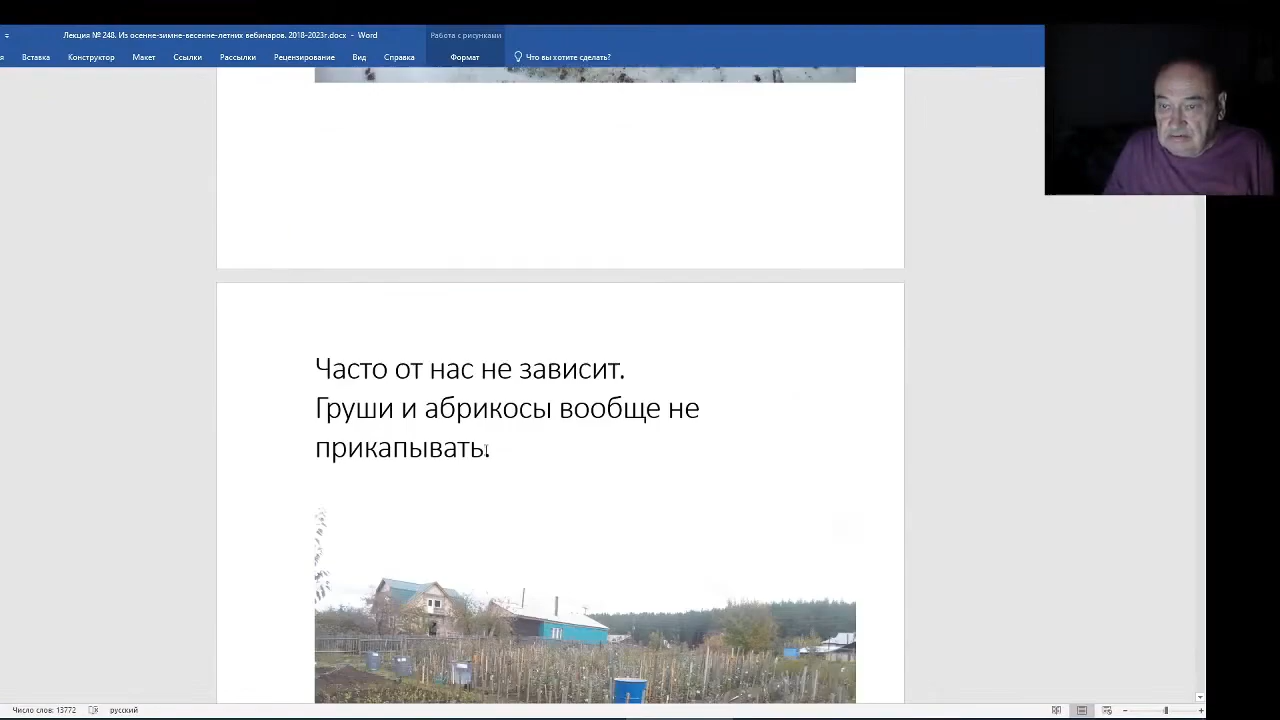 Лекция № 248. Из осенне-зимне-весенне-летних вебинаров. 2018-2023г.docx - Word
Работа с рисунками
я Вставка Конструктор Макет Ссылки Рассылки Рецензирование Вид Справка Формат Что вы хотите сделать?
Часто от нас не зависит.
Груши и абрикосы вообще не
прикапывать.
Число слов: 13772 русский